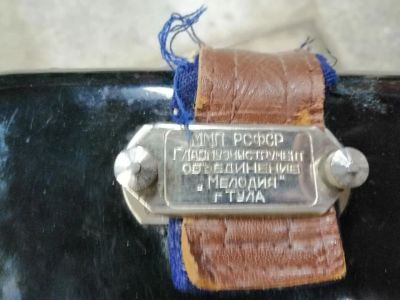 ММП РСФСР
ГЛАВМУЗИНСТРУМЕНТ
ОБЪЕДИНЕНИЕ
„МЕЛОДИЯ"
г ТУЛА